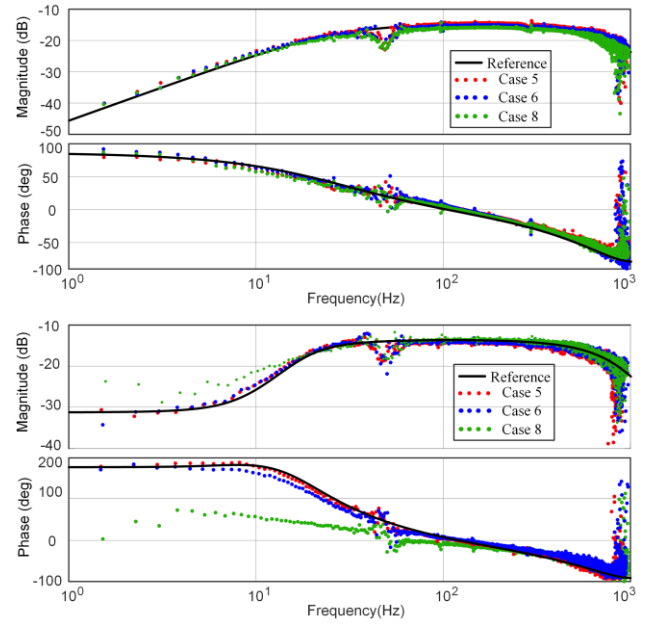 -10
-20
-30
-40
-50
Magnitude (dB)
Reference
Case 5
Case 6
Case 8
100
50
0
-50
-100
Phase (deg)
10^0
10^1
10^2
10^3
Frequency(Hz)
-10
-20
-30
-40
Magnitude (dB)
Reference
Case 5
Case 6
Case 8
200
100
0
-100
Phase (deg)
10^0
10^1
10^2
10^3
Frequency(Hz)